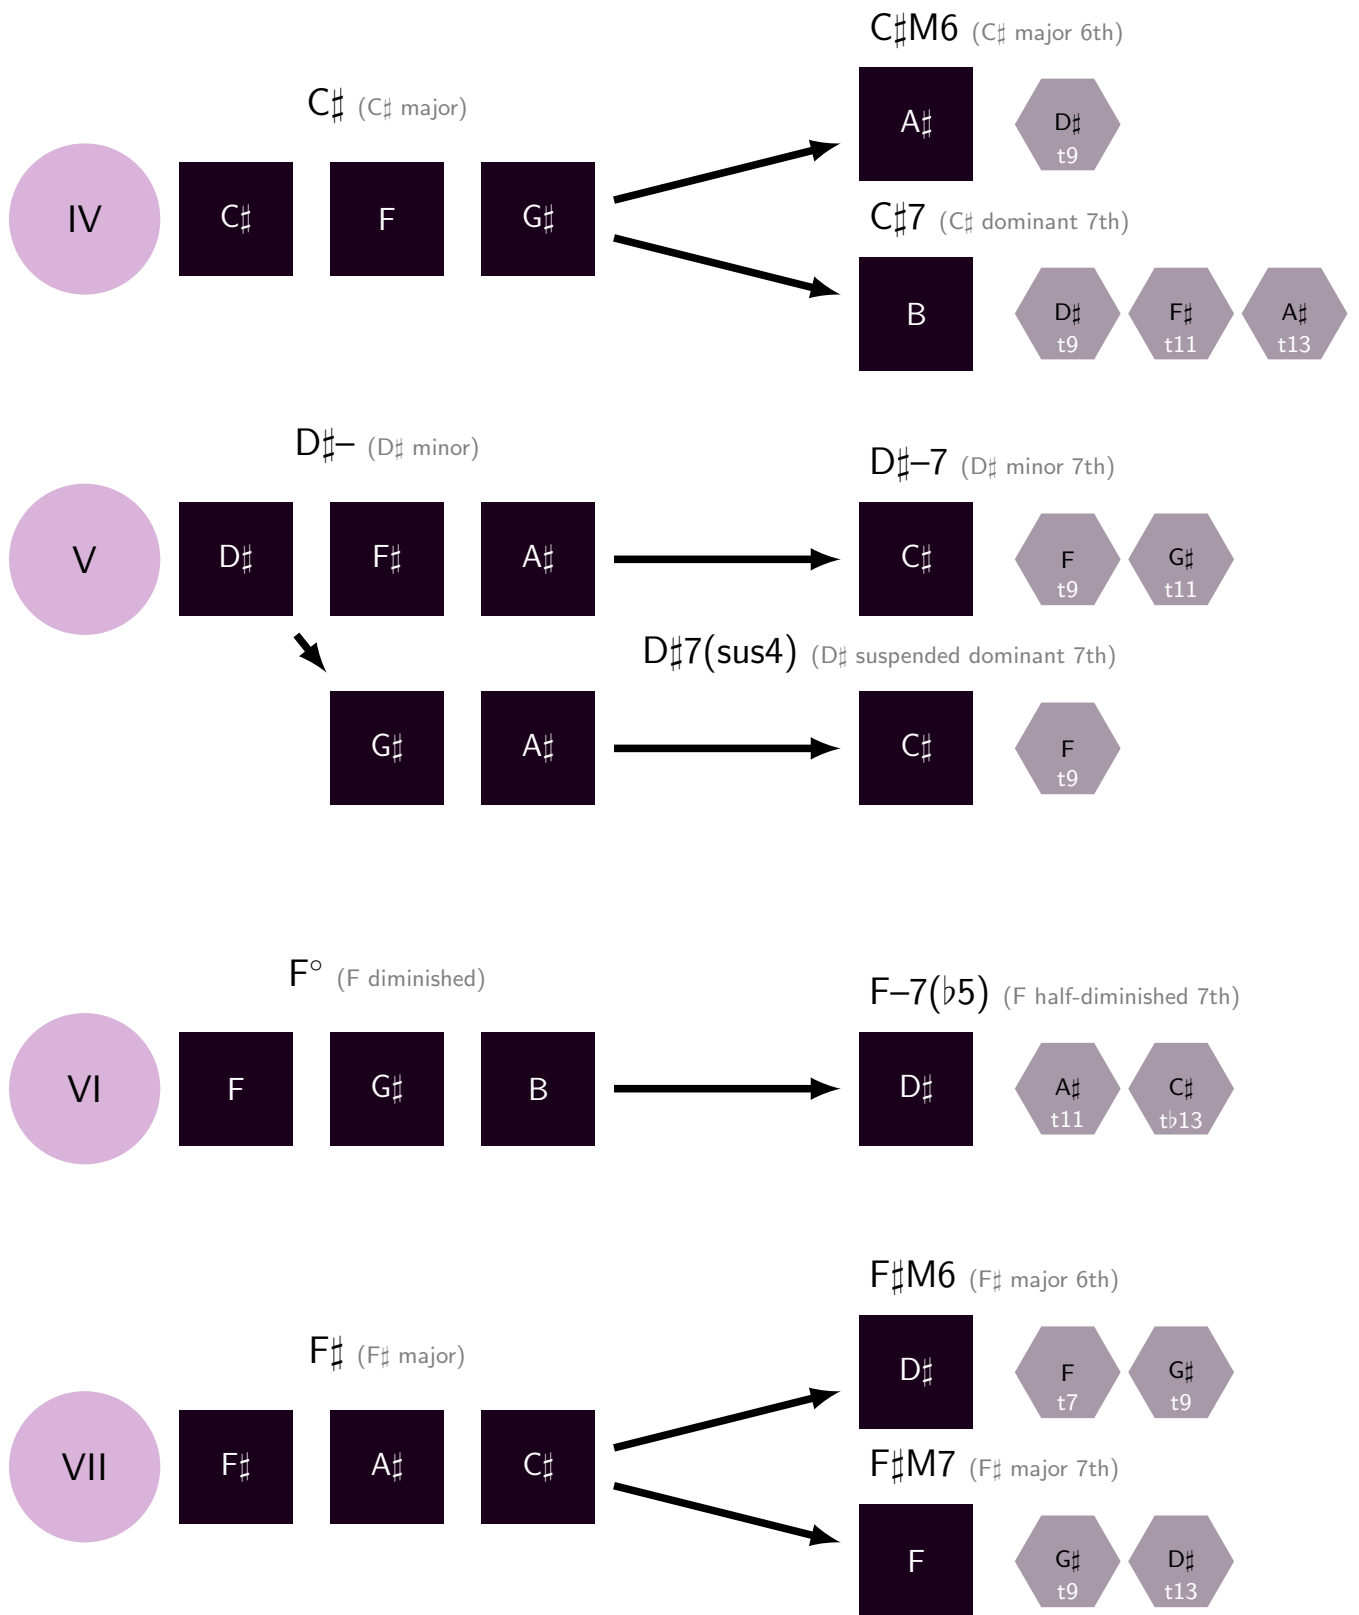 C♯M6 (C♯ major 6th)
C♯ (C♯ major)
A♯ D♯
t9
IV C♯ F G♯
C♯7 (C♯ dominant 7th)
B D♯ F♯ A♯
t9 t11 t13
D♯– (D♯ minor)
D♯–7 (D♯ minor 7th)
V D♯ F♯ A♯ C♯ F G♯
t9 t11
D♯7(sus4) (D♯ suspended dominant 7th)
G♯ A♯ C♯ F
t9
F° (F diminished)
F–7(♭5) (F half-diminished 7th)
VI F G♯ B D♯ A♯ C♯
t11 t♭13
F♯M6 (F♯ major 6th)
F♯ (F♯ major)
D♯ F G♯
t7 t9
VII F♯ A♯ C♯
F♯M7 (F♯ major 7th)
F G♯ D♯
t9 t13